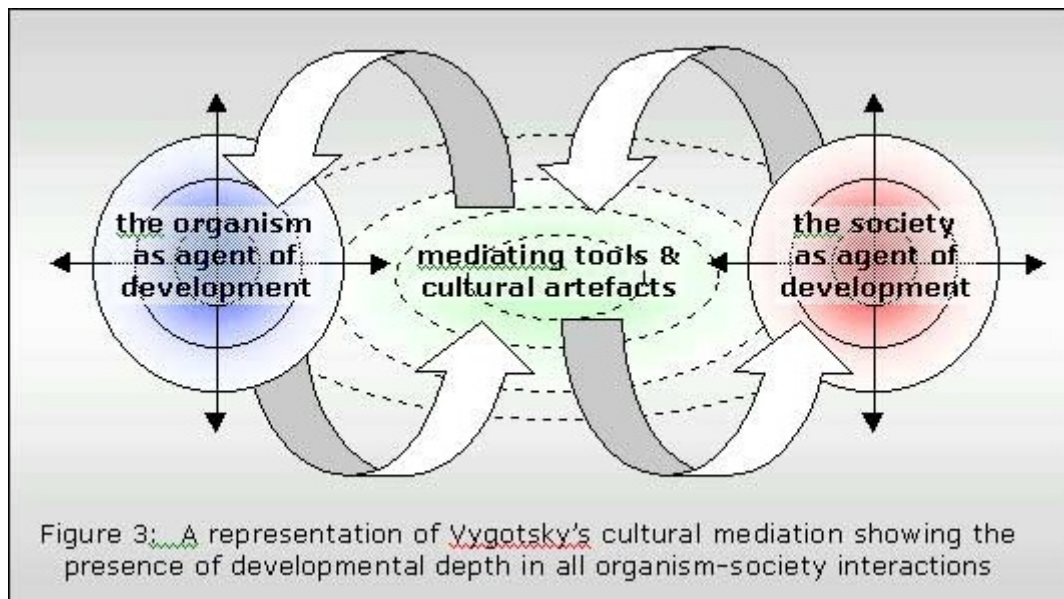 the organism
as agent of
development
mediating tools &
cultural artefacts
the society
as agent of
development
Figure 3:  A representation of Vygotsky's cultural mediation showing the
presence of developmental depth in all organism-society interactions